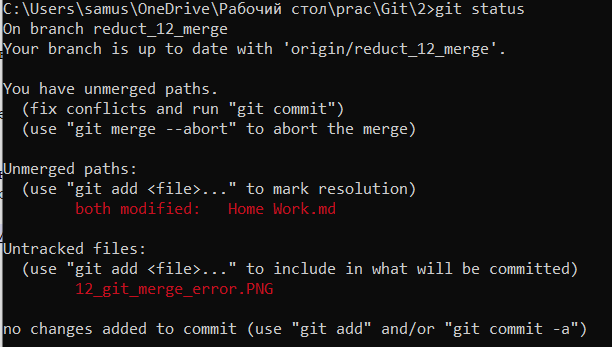 C:\Users\samus\OneDrive\Рабочий стол\prac\Git\2>git status
On branch reduct_12_merge
Your branch is up to date with 'origin/reduct_12_merge'.
You have unmerged paths.
(fix conflicts and run "git commit")
(use "git merge --abort" to abort the merge)
Unmerged paths:
(use "git add <file>..." to mark resolution)
both modified:   Home Work.md
Untracked files:
(use "git add <file>..." to include in what will be committed)
12_git_merge_error.PNG
no changes added to commit (use "git add" and/or "git commit -a")